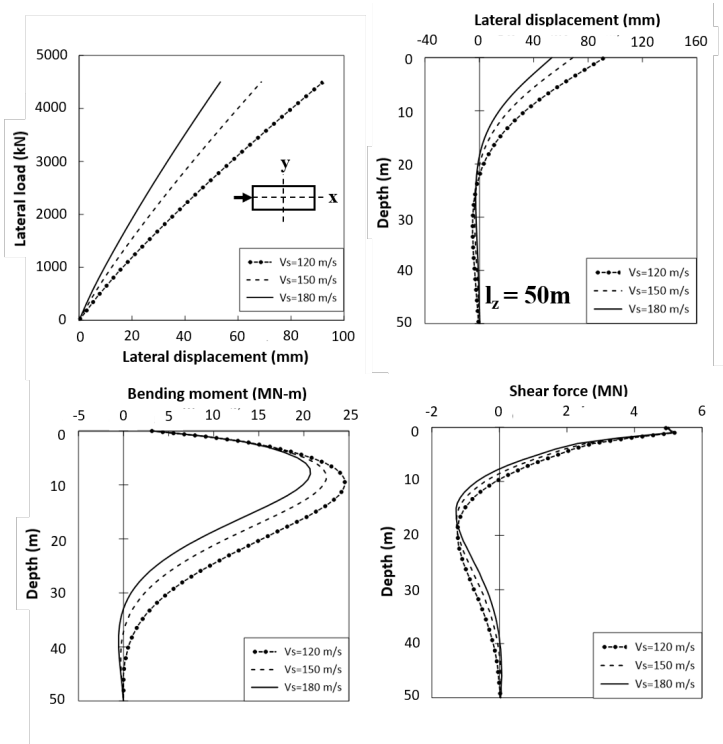 5000
4000
3000
2000
1000
0
Lateral load (kN)
y
x
Vs=120 m/s
Vs=150 m/s
Vs=180 m/s
0 20 40 60 80 100
Lateral displacement (mm)
Lateral displacement (mm)
-40 0 40 80 120 160
0
10
20
30
40
50
Depth (m)
lz = 50m
Vs=120 m/s
Vs=150 m/s
Vs=180 m/s
Bending moment (MN-m)
-5 0 5 10 15 20 25
0
10
20
30
40
50
Depth (m)
Vs=120 m/s
Vs=150 m/s
Vs=180 m/s
Shear force (MN)
-2 0 2 4 6
0
10
20
30
40
50
Depth (m)
Vs=120 m/s
Vs=150 m/s
Vs=180 m/s